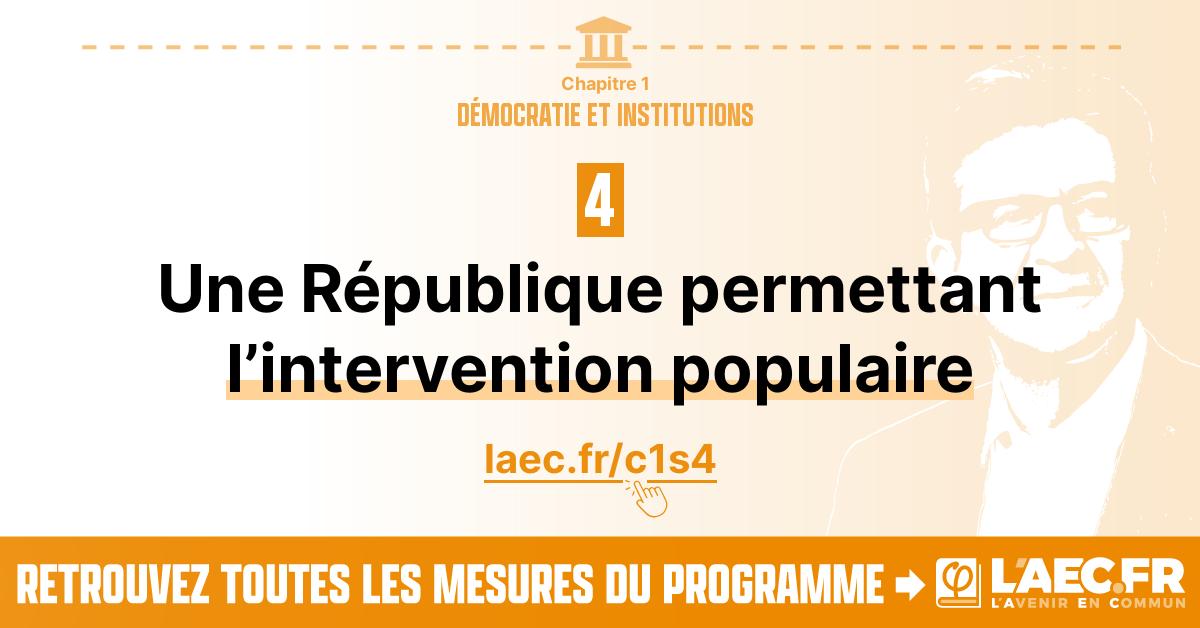 Chapitre 1
DÉMOCRATIE ET INSTITUTIONS
4
Une République permettant
l’intervention populaire
laec.fr/c1s4
RETROUVEZ TOUTES LES MESURES DU PROGRAMME
φ L'AEC.FR
L'AVENIR EN COMMUN